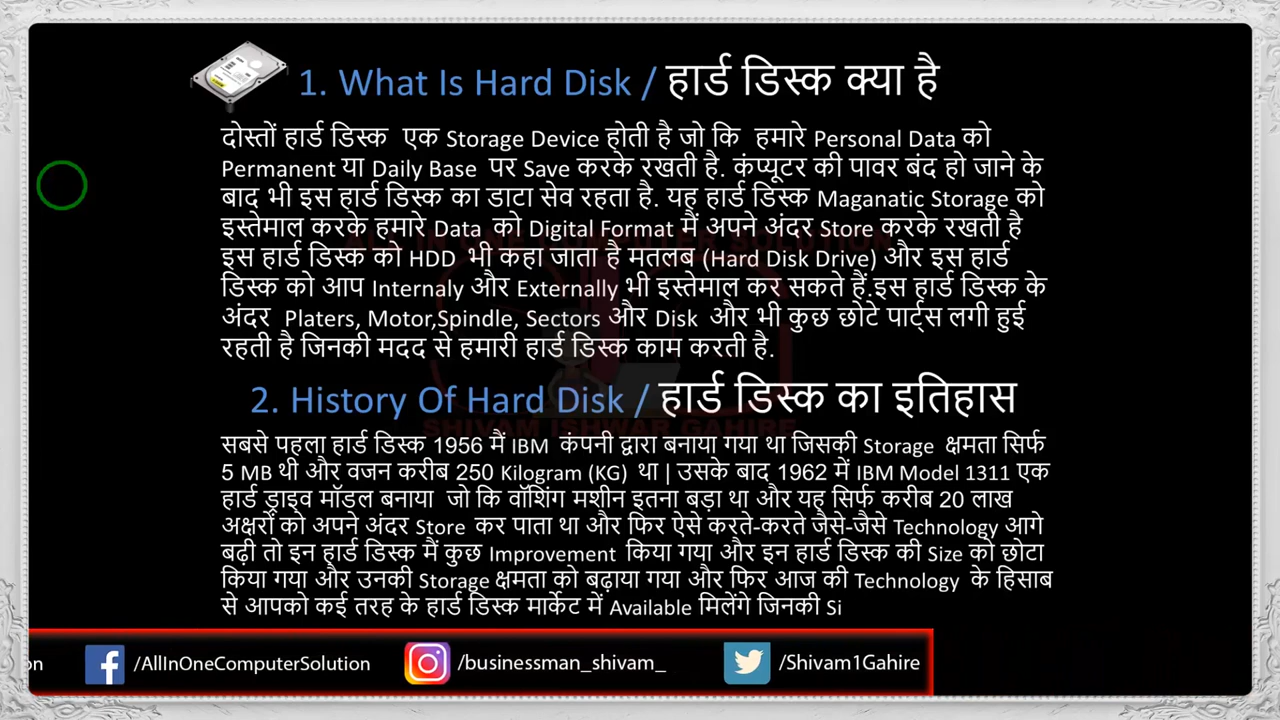 1. What Is Hard Disk / हार्ड डिस्क क्या है
दोस्तों हार्ड डिस्क एक Storage Device होती है जो कि हमारे Personal Data को
Permanent या Daily Base पर Save करके रखती है. कंप्यूटर की पावर बंद हो जाने के
बाद भी इस हार्ड डिस्क का डाटा सेव रहता है. यह हार्ड डिस्क Maganatic Storage को
इस्तेमाल करके हमारे Data को Digital Format मैं अपने अंदर Store करके रखती है
इस हार्ड डिस्क को HDD भी कहा जाता है मतलब (Hard Disk Drive) और इस हार्ड
डिस्क को आप Internaly और Externally भी इस्तेमाल कर सकते हैं.इस हार्ड डिस्क के
अंदर Platers, Motor,Spindle, Sectors और Disk और भी कुछ छोटे पार्ट्स लगी हुई
रहती है जिनकी मदद से हमारी हार्ड डिस्क काम करती है.
2. History Of Hard Disk / हार्ड डिस्क का इतिहास
सबसे पहला हार्ड डिस्क 1956 मैं IBM कंपनी द्वारा बनाया गया था जिसकी Storage क्षमता सिर्फ
5 MB थी और वजन करीब 250 Kilogram (KG) था | उसके बाद 1962 में IBM Model 1311 एक
हार्ड ड्राइव मॉडल बनाया जो कि वॉशिंग मशीन इतना बड़ा था और यह सिर्फ करीब 20 लाख
अक्षरों को अपने अंदर Store कर पाता था और फिर ऐसे करते-करते जैसे-जैसे Technology आगे
बढ़ी तो इन हार्ड डिस्क मैं कुछ Improvement किया गया और इन हार्ड डिस्क की Size को छोटा
किया गया और उनकी Storage क्षमता को बढ़ाया गया और फिर आज की Technology के हिसाब
से आपको कई तरह के हार्ड डिस्क मार्केट में Available मिलेंगे जिनकी Si
on /AllInOneComputerSolution /businessman_shivam_ /Shivam1Gahire